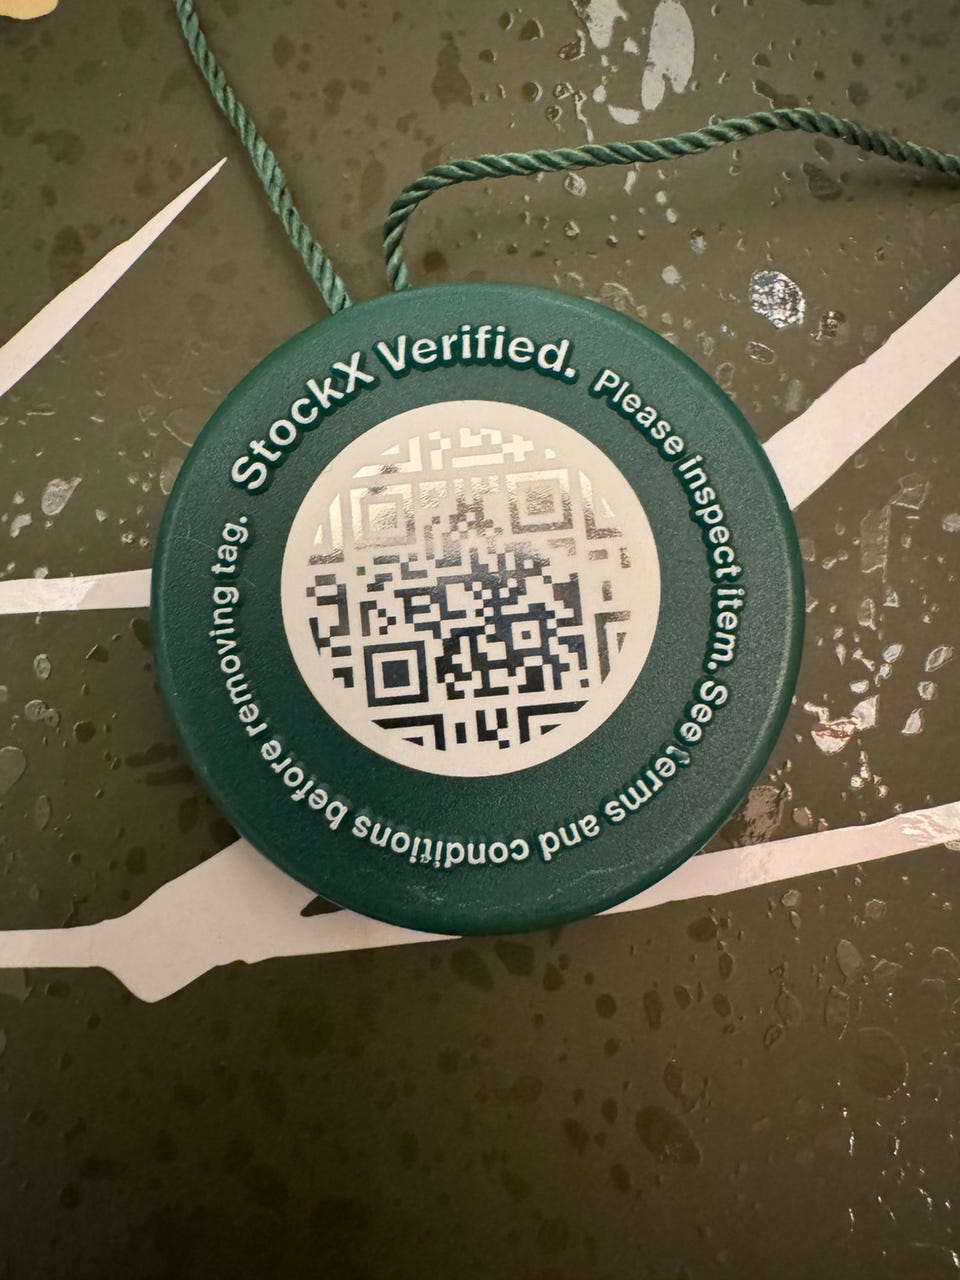 StockX Verified.
Please inspect item. See terms and conditions before removing tag.